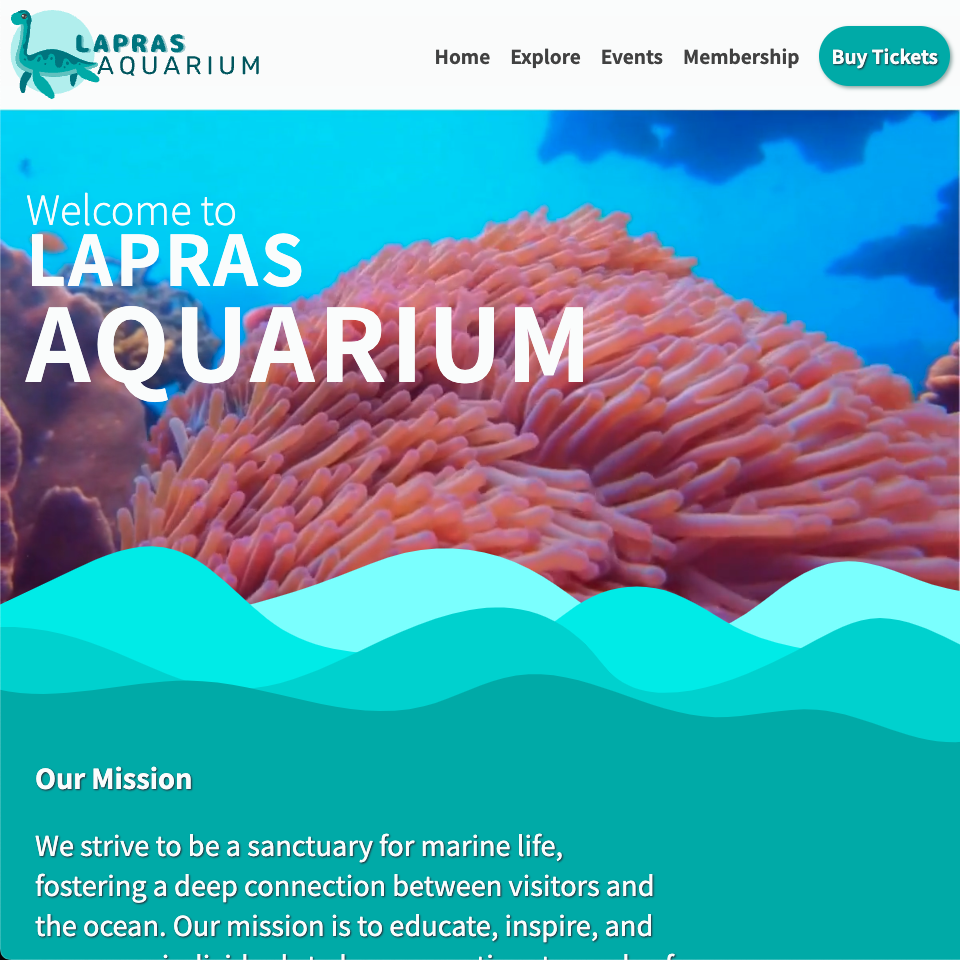 LAPRAS
AQUARIUM
Home Explore Events Membership Buy Tickets
Welcome to
LAPRAS
AQUARIUM
Our Mission
We strive to be a sanctuary for marine life,
fostering a deep connection between visitors and
the ocean. Our mission is to educate, inspire, and